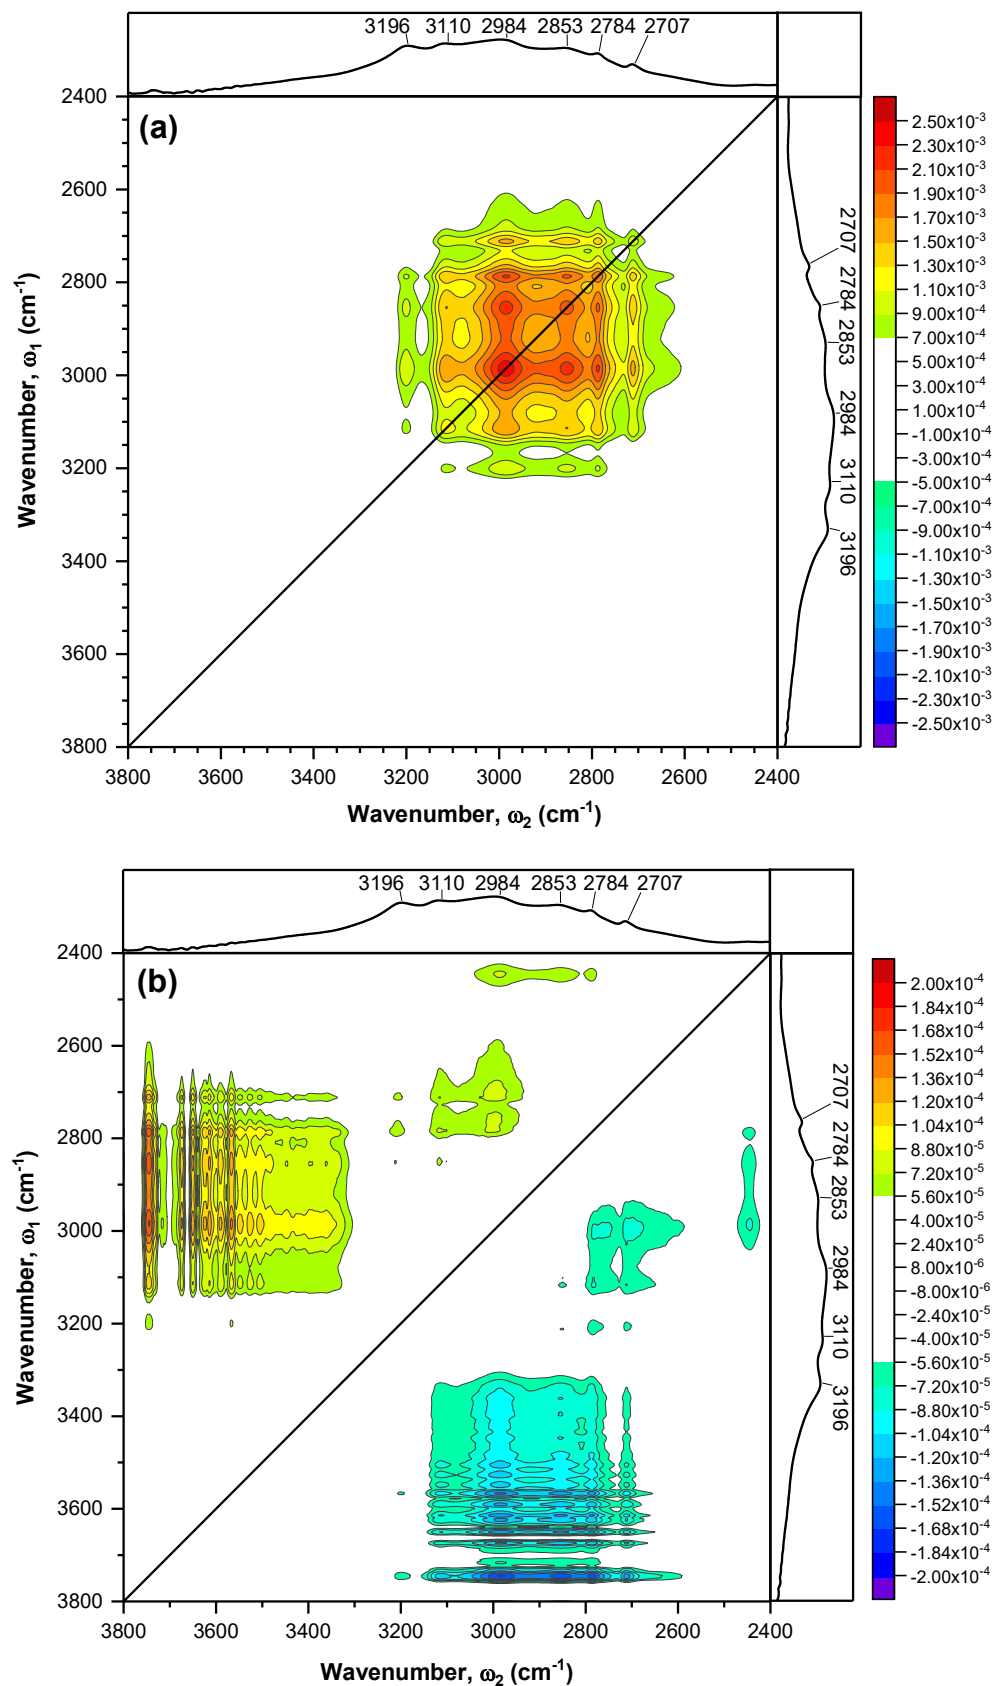 3196 3110 2984 2853 2784 2707
(a)
2400
2600
2800
3000
3200
3400
3600
3800
Wavenumber, ω1 (cm-1)
3800 3600 3400 3200 3000 2800 2600 2400
Wavenumber, ω2 (cm-1)
2707 2784 2853 2984 3110 3196
2.50x10-3
2.30x10-3
2.10x10-3
1.90x10-3
1.70x10-3
1.50x10-3
1.30x10-3
1.10x10-3
9.00x10-4
7.00x10-4
5.00x10-4
3.00x10-4
1.00x10-4
-1.00x10-4
-3.00x10-4
-5.00x10-4
-7.00x10-4
-9.00x10-4
-1.10x10-3
-1.30x10-3
-1.50x10-3
-1.70x10-3
-1.90x10-3
-2.10x10-3
-2.30x10-3
-2.50x10-3
3196 3110 2984 2853 2784 2707
(b)
2400
2600
2800
3000
3200
3400
3600
3800
Wavenumber, ω1 (cm-1)
3800 3600 3400 3200 3000 2800 2600 2400
Wavenumber, ω2 (cm-1)
2707 2784 2853 2984 3110 3196
2.00x10-4
1.84x10-4
1.68x10-4
1.52x10-4
1.36x10-4
1.20x10-4
1.04x10-4
8.80x10-5
7.20x10-5
5.60x10-5
4.00x10-5
2.40x10-5
8.00x10-6
-8.00x10-6
-2.40x10-5
-4.00x10-5
-5.60x10-5
-7.20x10-5
-8.80x10-5
-1.04x10-4
-1.20x10-4
-1.36x10-4
-1.52x10-4
-1.68x10-4
-1.84x10-4
-2.00x10-4